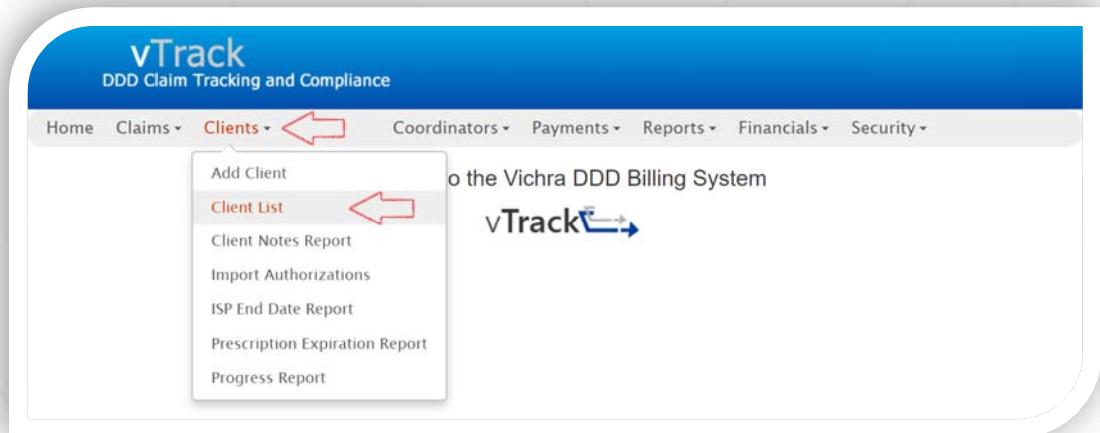 vTrack
DDD Claim Tracking and Compliance
Home Claims Clients Coordinators Payments Reports Financials Security
Add Client
Client List
Client Notes Report
Import Authorizations
ISP End Date Report
Prescription Expiration Report
Progress Report
o the Vichra DDD Billing System
vTrack